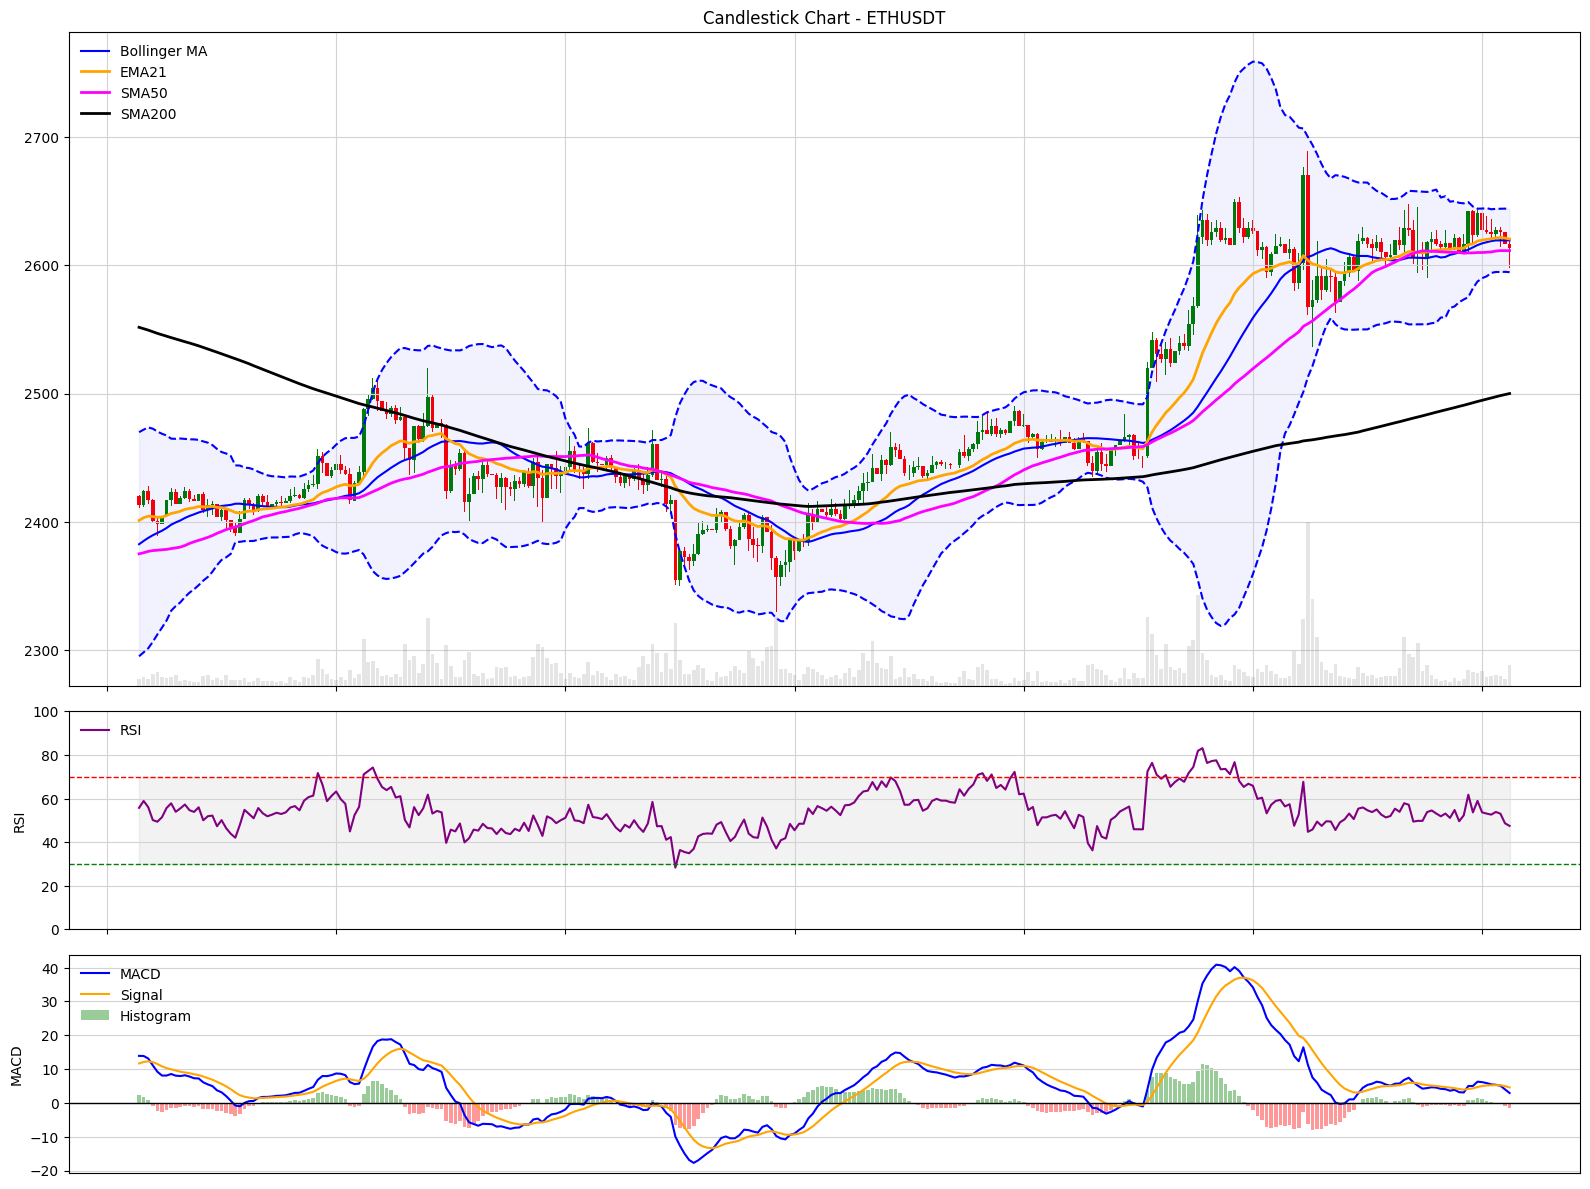 Candlestick Chart - ETHUSDT
Bollinger MA
EMA21
SMA50
SMA200
2700
2600
2500
2400
2300
100
80
60
40
20
0
RSI
RSI
40
30
20
10
0
−10
−20
MACD
MACD
Signal
Histogram